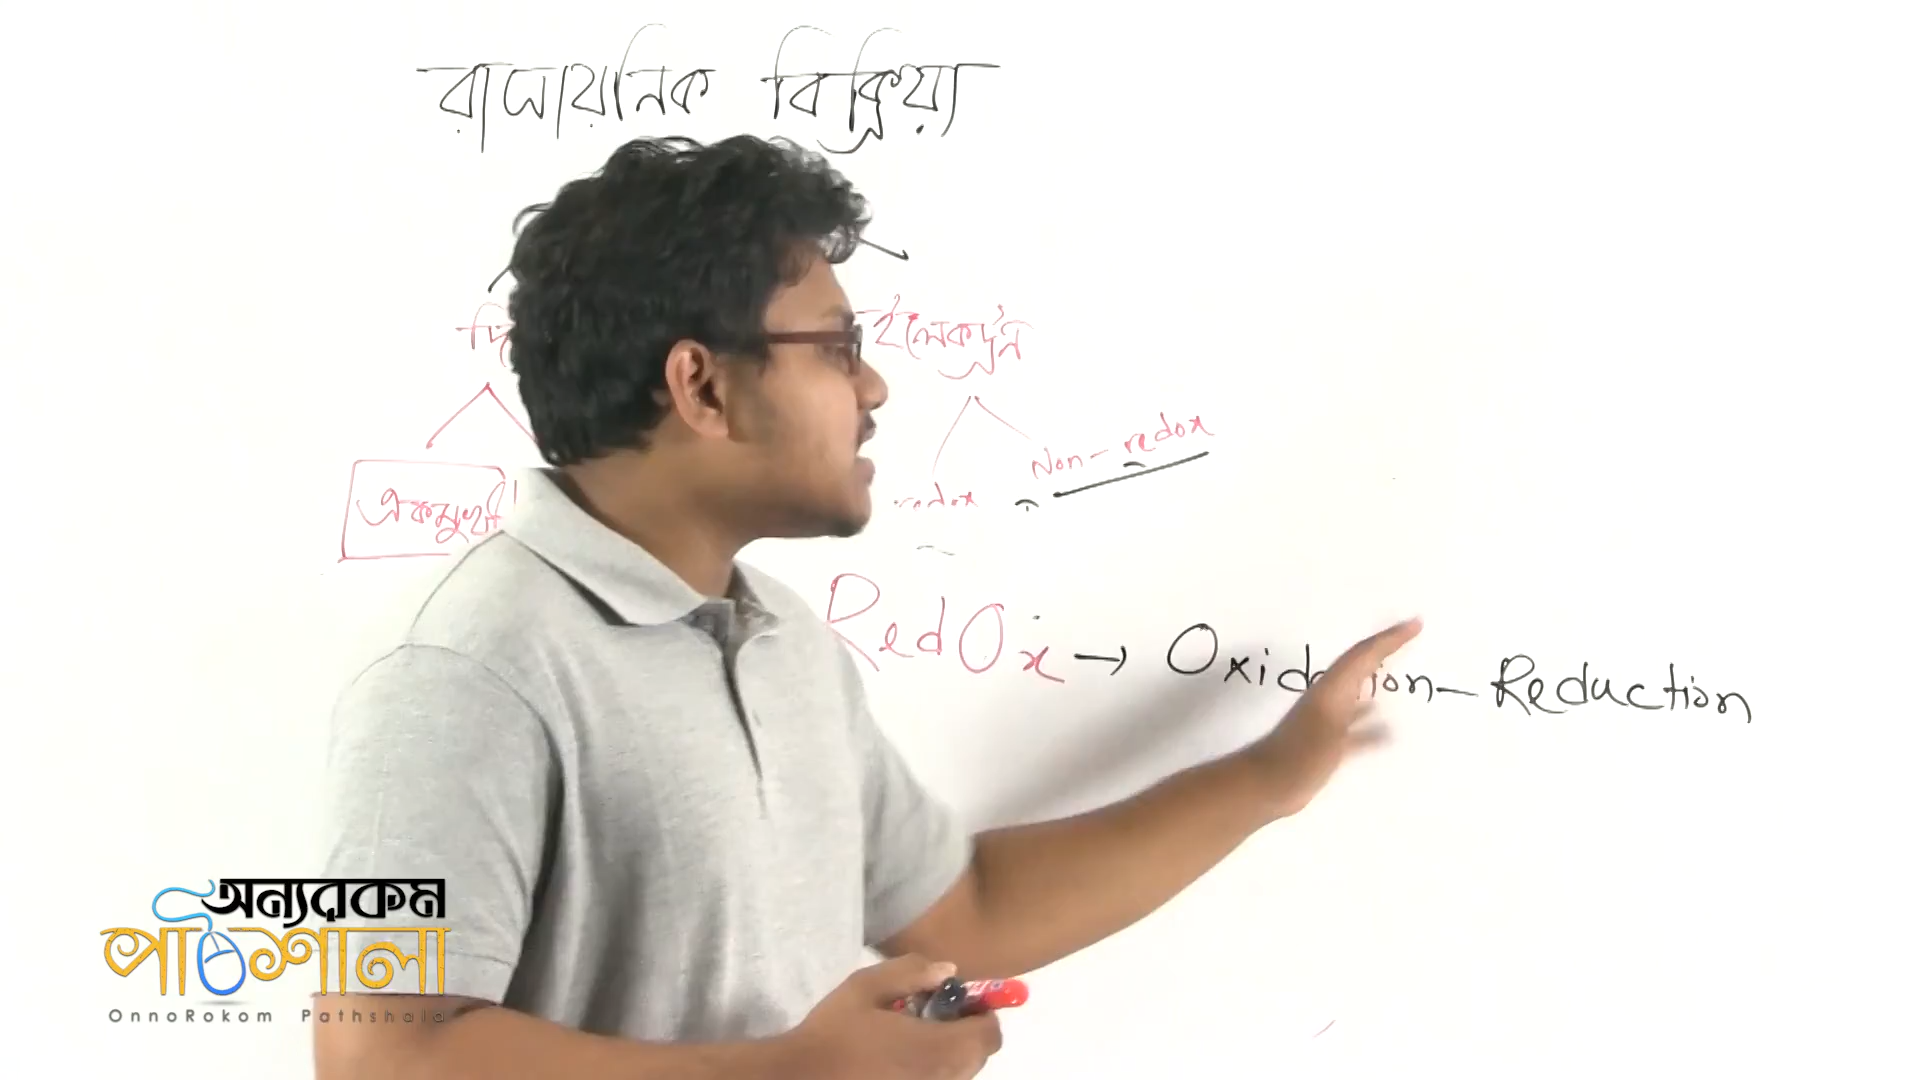 রাসায়নিক বিক্রিয়া
ইলেকট্রন
Non-redox
একমুখী
redox
RedOx → Oxidation-Reduction
অন্যরকম
পাঠশালা
OnnoRokom Pathshala